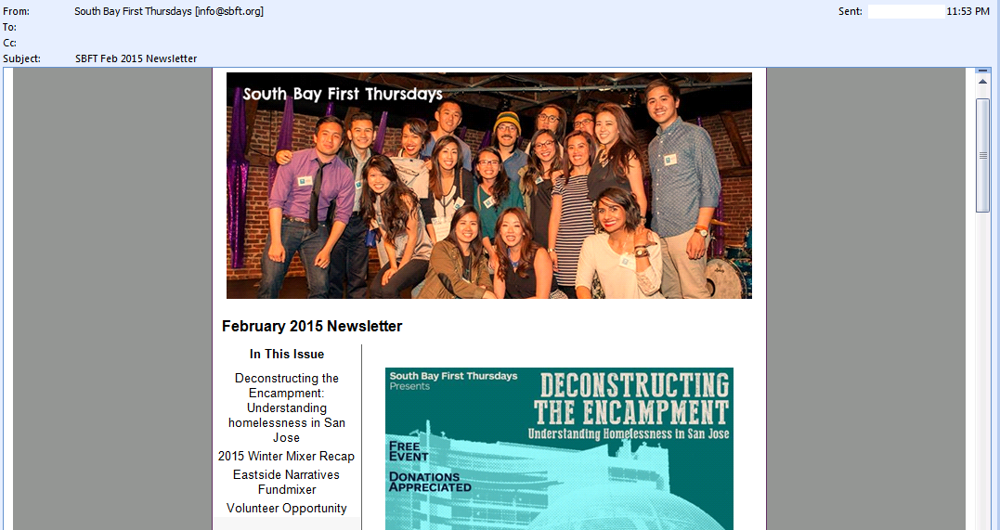 From: South Bay First Thursdays [info@sbft.org] Sent: 11:53 PM
To:
Cc:
Subject: SBFT Feb 2015 Newsletter
South Bay First Thursdays
February 2015 Newsletter
In This Issue
Deconstructing the
Encampment:
Understanding
homelessness in San
Jose
2015 Winter Mixer Recap
Eastside Narratives
Fundmixer
Volunteer Opportunity
South Bay First Thursdays
Presents
DECONSTRUCTING
THE ENCAMPMENT
Understanding Homelessness in San Jose
FREE
EVENT
DONATIONS
APPRECIATED